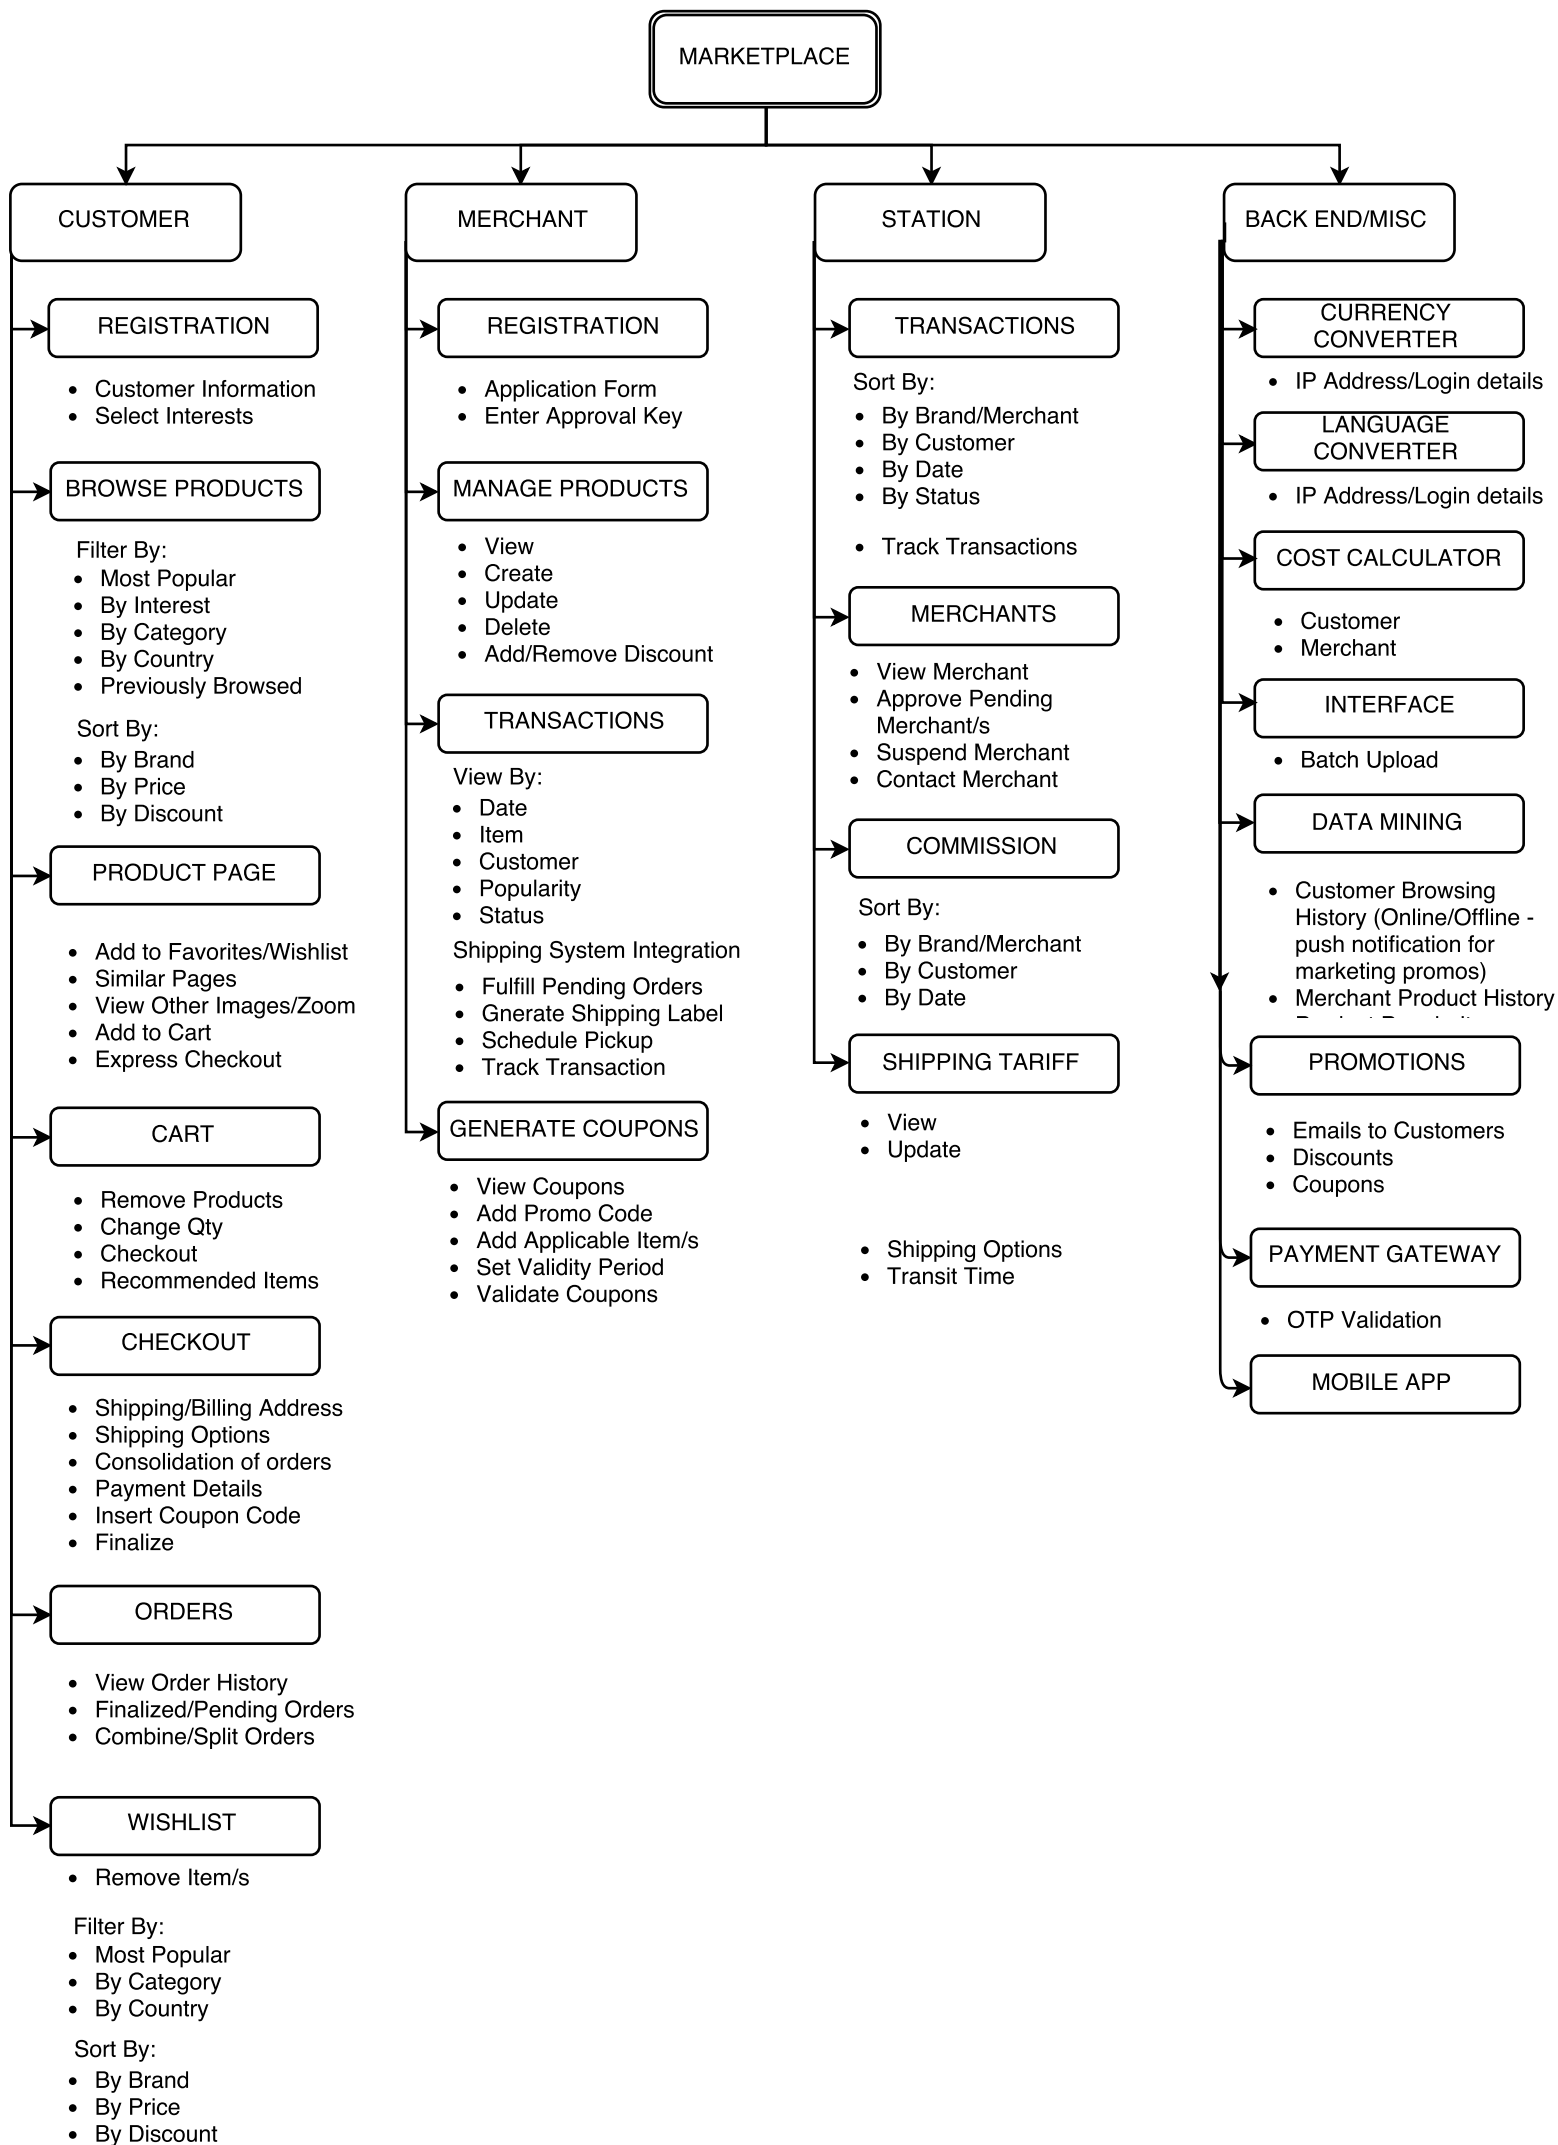 MARKETPLACE
CUSTOMER
REGISTRATION
• Customer Information
• Select Interests
BROWSE PRODUCTS
Filter By:
• Most Popular
• By Interest
• By Category
• By Country
• Previously Browsed
Sort By:
• By Brand
• By Price
• By Discount
PRODUCT PAGE
• Add to Favorites/Wishlist
• Similar Pages
• View Other Images/Zoom
• Add to Cart
• Express Checkout
CART
• Remove Products
• Change Qty
• Checkout
• Recommended Items
CHECKOUT
• Shipping/Billing Address
• Shipping Options
• Consolidation of orders
• Payment Details
• Insert Coupon Code
• Finalize
ORDERS
• View Order History
• Finalized/Pending Orders
• Combine/Split Orders
WISHLIST
• Remove Item/s
Filter By:
• Most Popular
• By Category
• By Country
Sort By:
• By Brand
• By Price
• By Discount
MERCHANT
REGISTRATION
• Application Form
• Enter Approval Key
MANAGE PRODUCTS
• View
• Create
• Update
• Delete
• Add/Remove Discount
TRANSACTIONS
View By:
• Date
• Item
• Customer
• Popularity
• Status
Shipping System Integration
• Fulfill Pending Orders
• Gnerate Shipping Label
• Schedule Pickup
• Track Transaction
GENERATE COUPONS
• View Coupons
• Add Promo Code
• Add Applicable Item/s
• Set Validity Period
• Validate Coupons
STATION
TRANSACTIONS
Sort By:
• By Brand/Merchant
• By Customer
• By Date
• By Status
• Track Transactions
MERCHANTS
• View Merchant
• Approve Pending
Merchant/s
• Suspend Merchant
• Contact Merchant
COMMISSION
Sort By:
• By Brand/Merchant
• By Customer
• By Date
SHIPPING TARIFF
• View
• Update
• Shipping Options
• Transit Time
BACK END/MISC
CURRENCY
CONVERTER
• IP Address/Login details
LANGUAGE
CONVERTER
• IP Address/Login details
COST CALCULATOR
• Customer
• Merchant
INTERFACE
• Batch Upload
DATA MINING
• Customer Browsing
History (Online/Offline -
push notification for
marketing promos)
• Merchant Product History
PROMOTIONS
• Emails to Customers
• Discounts
• Coupons
PAYMENT GATEWAY
• OTP Validation
MOBILE APP